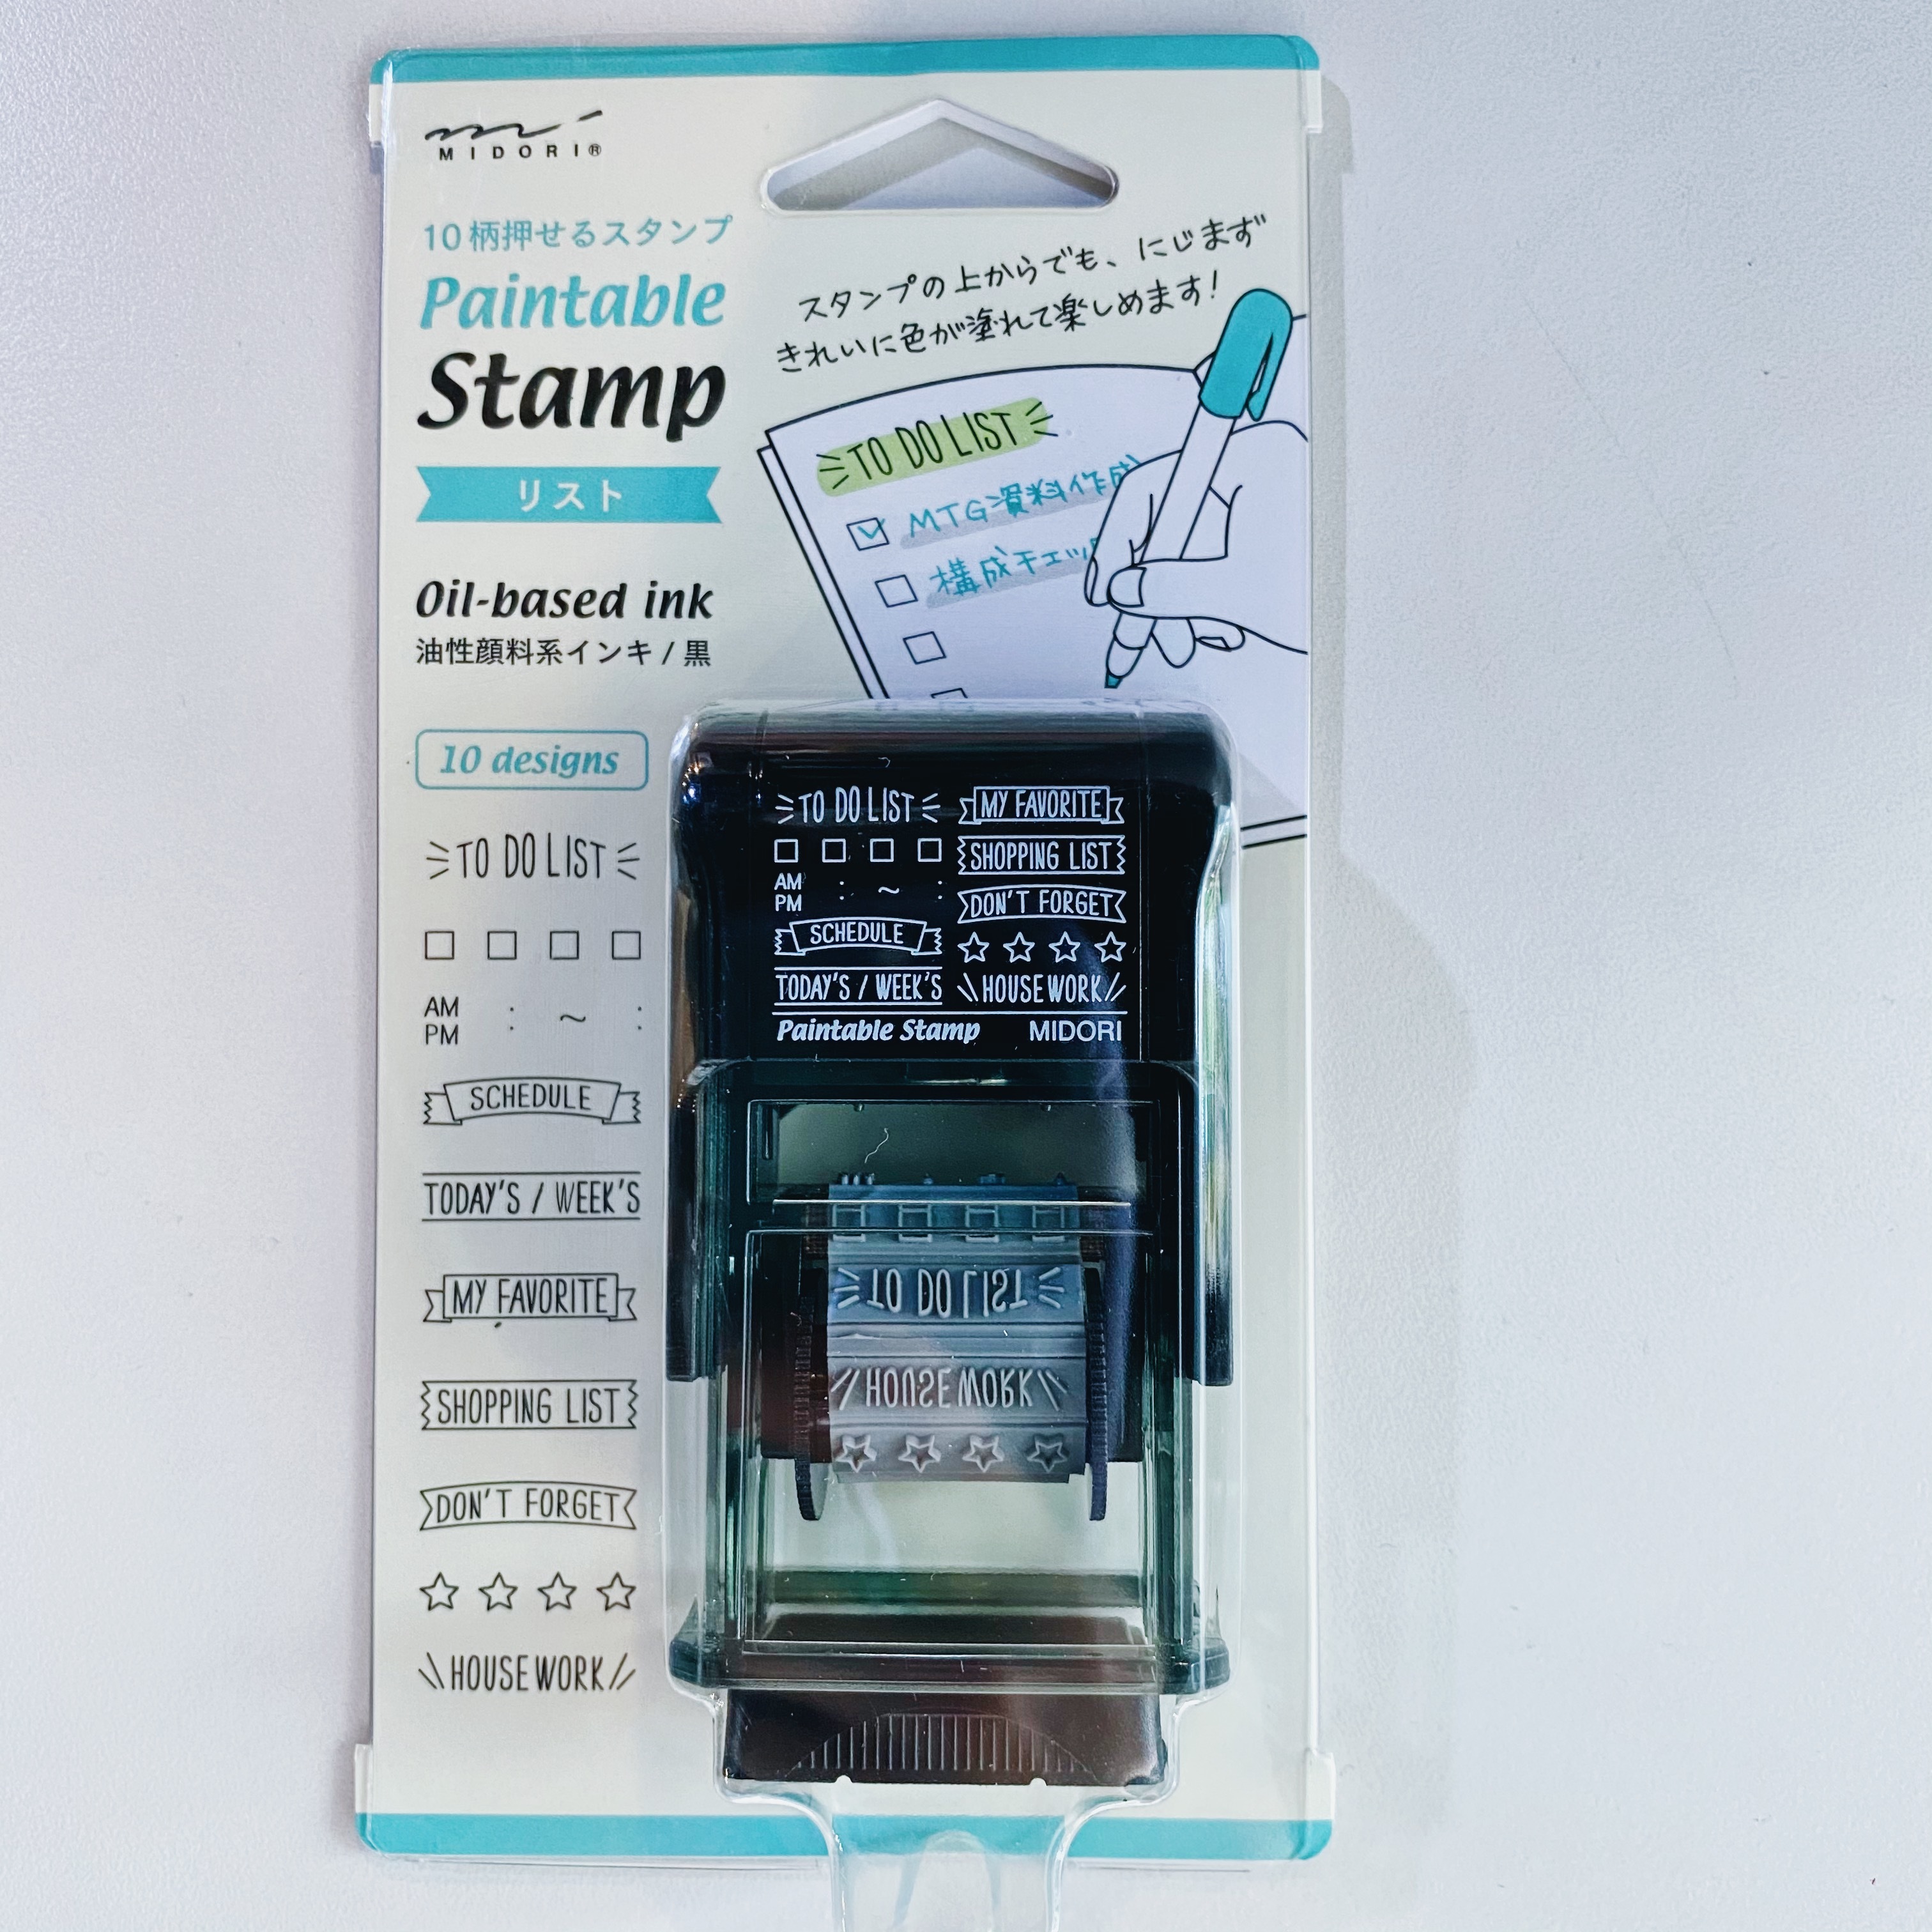 MIDORI®
10柄押せるスタンプ
Paintable
Stamp
リスト
Oil-based ink
油性顔料系インキ / 黒
スタンプの上からでも、にじまず
きれいに色が塗れて楽しめます!
TO DO LIST
MTG資料作成
構成チェッ
10 designs
TO DO LIST
AM : ~ :
PM
SCHEDULE
TODAY'S / WEEK'S
MY FAVORITE
SHOPPING LIST
DON'T FORGET
HOUSE WORK
TO DO LIST
AM : ~ :
PM
SCHEDULE
TODAY'S / WEEK'S
MY FAVORITE
SHOPPING LIST
DON'T FORGET
HOUSE WORK
Paintable Stamp MIDORI
TO DO LIST
HOUSE WORK